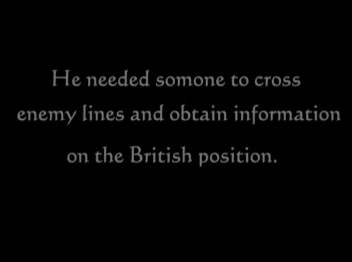 He needed somone to cross
enemy lines and obtain information
on the British position.